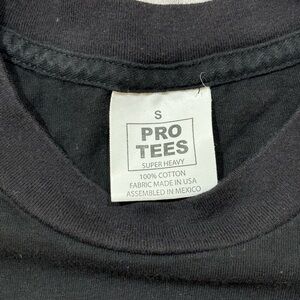 S
PRO
TEES
SUPER HEAVY
100% COTTON
FABRIC MADE IN USA
ASSEMBLED IN MEXICO